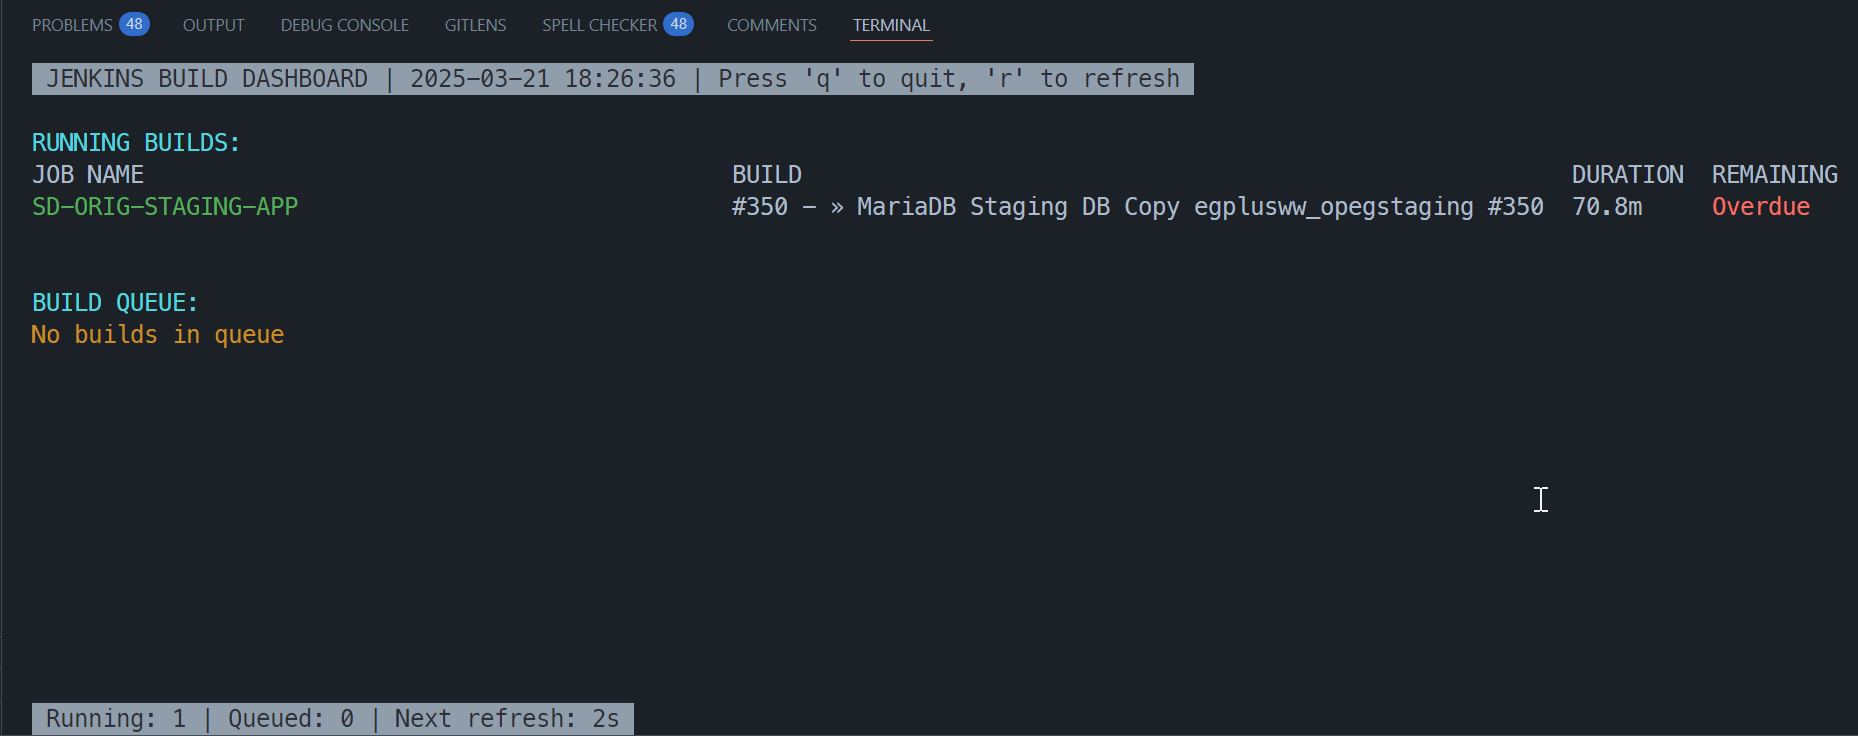 PROBLEMS 48 OUTPUT DEBUG CONSOLE GITLENS SPELL CHECKER 48 COMMENTS TERMINAL
JENKINS BUILD DASHBOARD | 2025-03-21 18:26:36 | Press 'q' to quit, 'r' to refresh
RUNNING BUILDS:
JOB NAME BUILD DURATION REMAINING
SD-ORIG-STAGING-APP #350 - » MariaDB Staging DB Copy egplusww_opegstaging #350 70.8m Overdue
BUILD QUEUE:
No builds in queue
Running: 1 | Queued: 0 | Next refresh: 2s